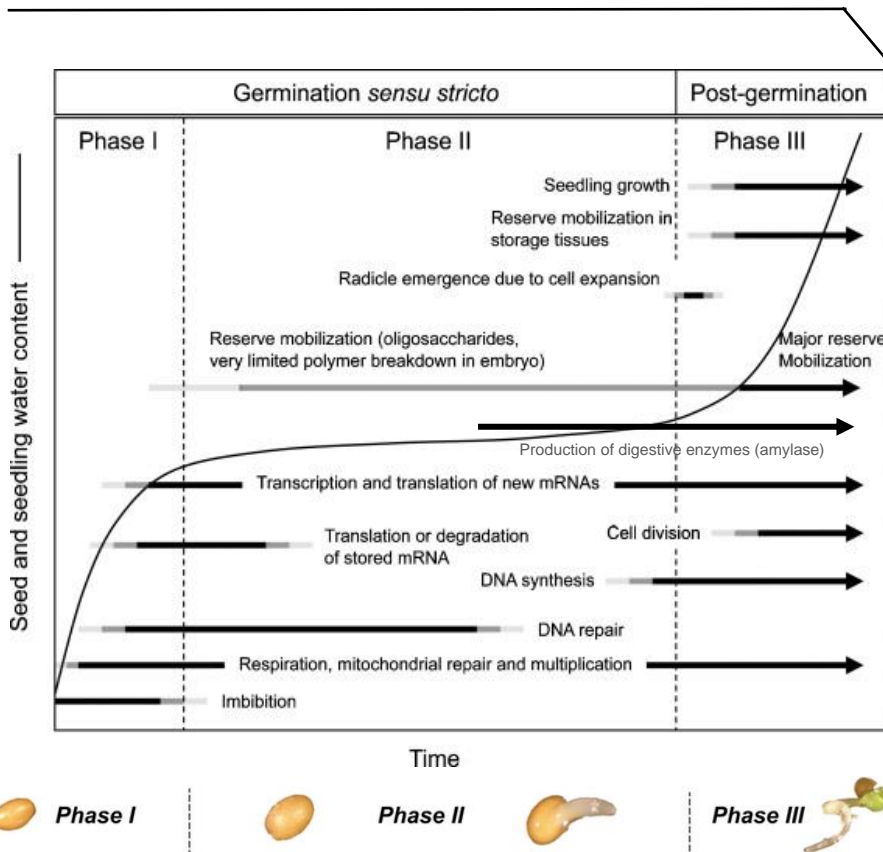 Germination sensu stricto
Post-germination
Phase I
Phase II
Phase III
Seedling growth
Reserve mobilization in
storage tissues
Radicle emergence due to cell expansion
Reserve mobilization (oligosaccharides,
very limited polymer breakdown in embryo)
Major reserve
Mobilization
Production of digestive enzymes (amylase)
Transcription and translation of new mRNAs
Translation or degradation
of stored mRNA
Cell division
DNA synthesis
DNA repair
Respiration, mitochondrial repair and multiplication
Imbibition
Seed and seedling water content
Time
Phase I
Phase II
Phase III